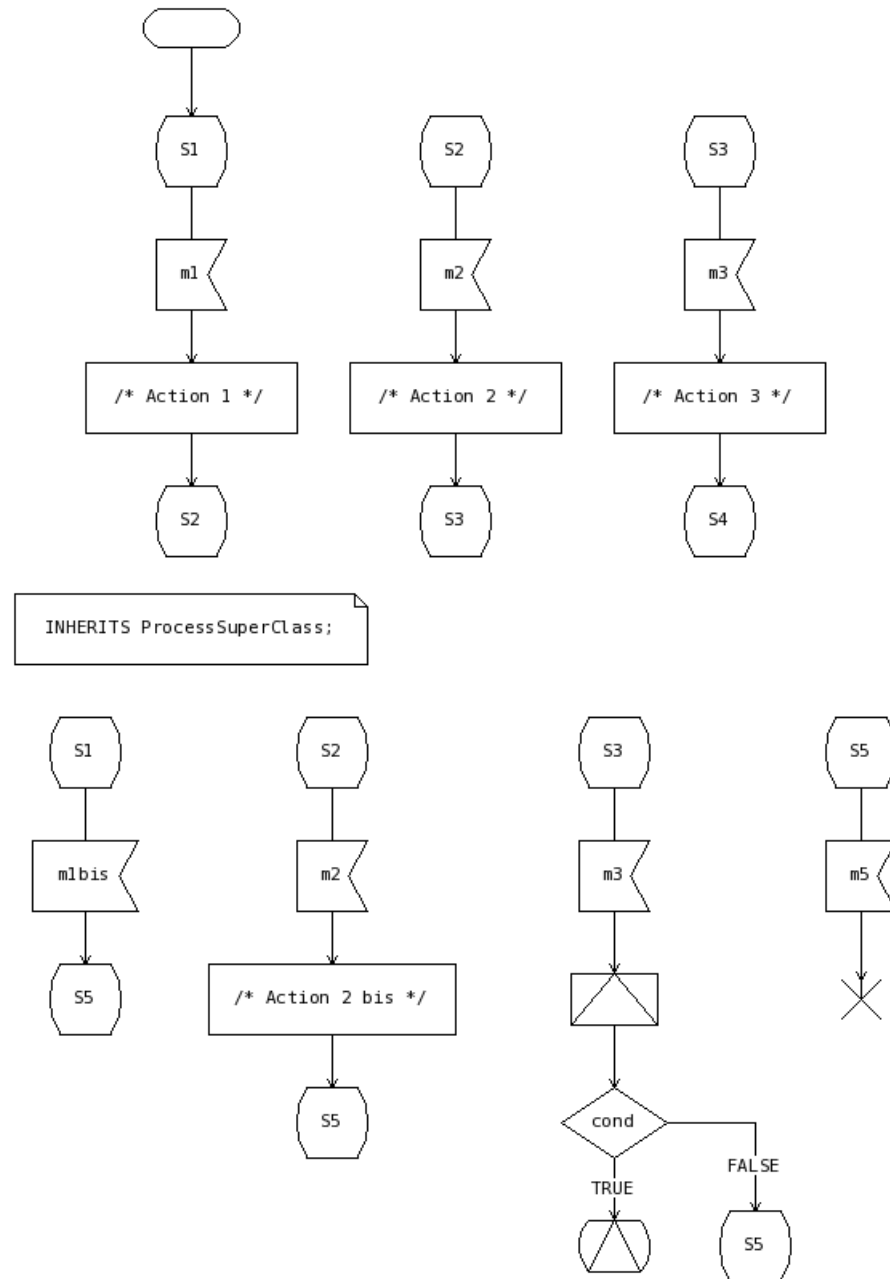 S1
S2
S3
m1
m2
m3
/* Action 1 */
/* Action 2 */
/* Action 3 */
S2
S3
S4
INHERITS ProcessSuperClass;
S1
S2
S3
S5
m1bis
m2
m3
m5
S5
/* Action 2 bis */
S5
cond
TRUE
FALSE
S5